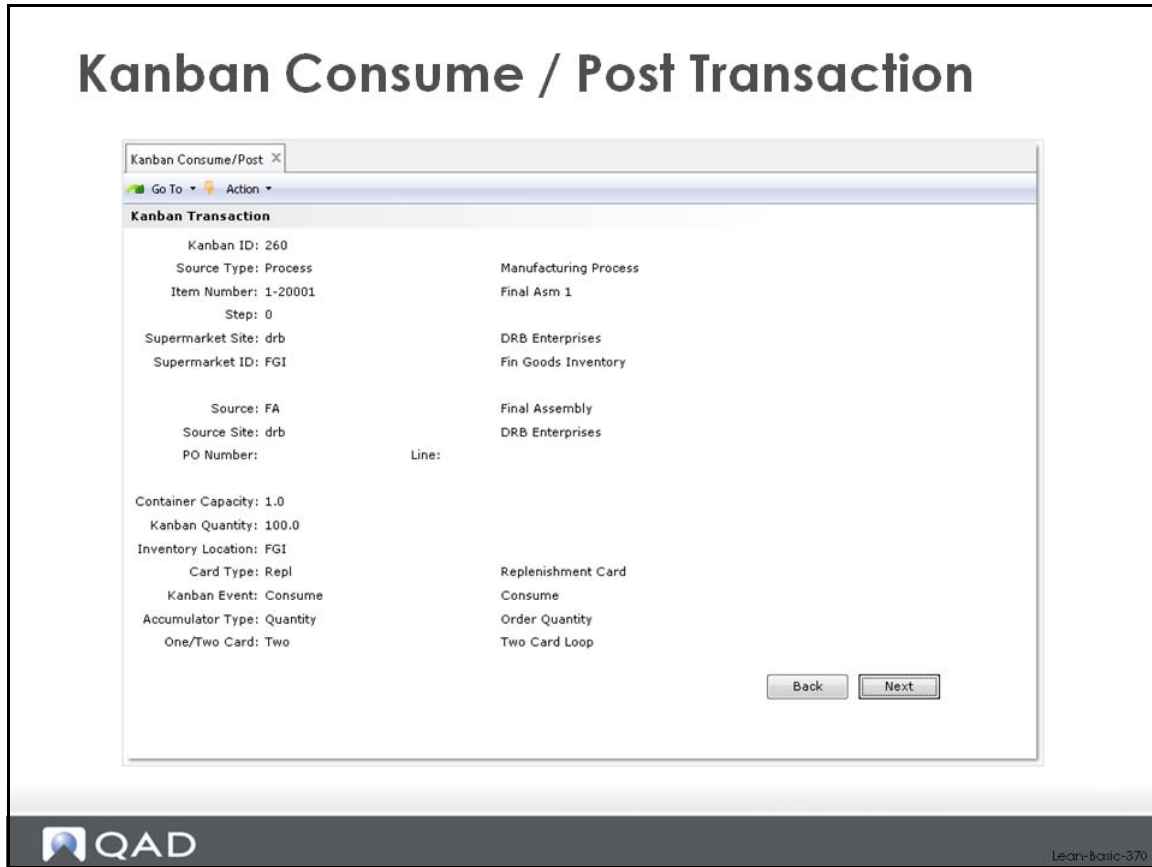 Kanban Consume / Post Transaction
Kanban Consume/Post
Go To Action
Kanban Transaction
Kanban ID: 260
Source Type: Process Manufacturing Process
Item Number: 1-20001 Final Asm 1
Step: 0
Supermarket Site: drb DRB Enterprises
Supermarket ID: FGI Fin Goods Inventory
Source: FA Final Assembly
Source Site: drb DRB Enterprises
PO Number: Line:
Container Capacity: 1.0
Kanban Quantity: 100.0
Inventory Location: FGI
Card Type: Repl Replenishment Card
Kanban Event: Consume Consume
Accumulator Type: Quantity Order Quantity
One/Two Card: Two Two Card Loop
Back Next
QAD
Lean-Basic-370